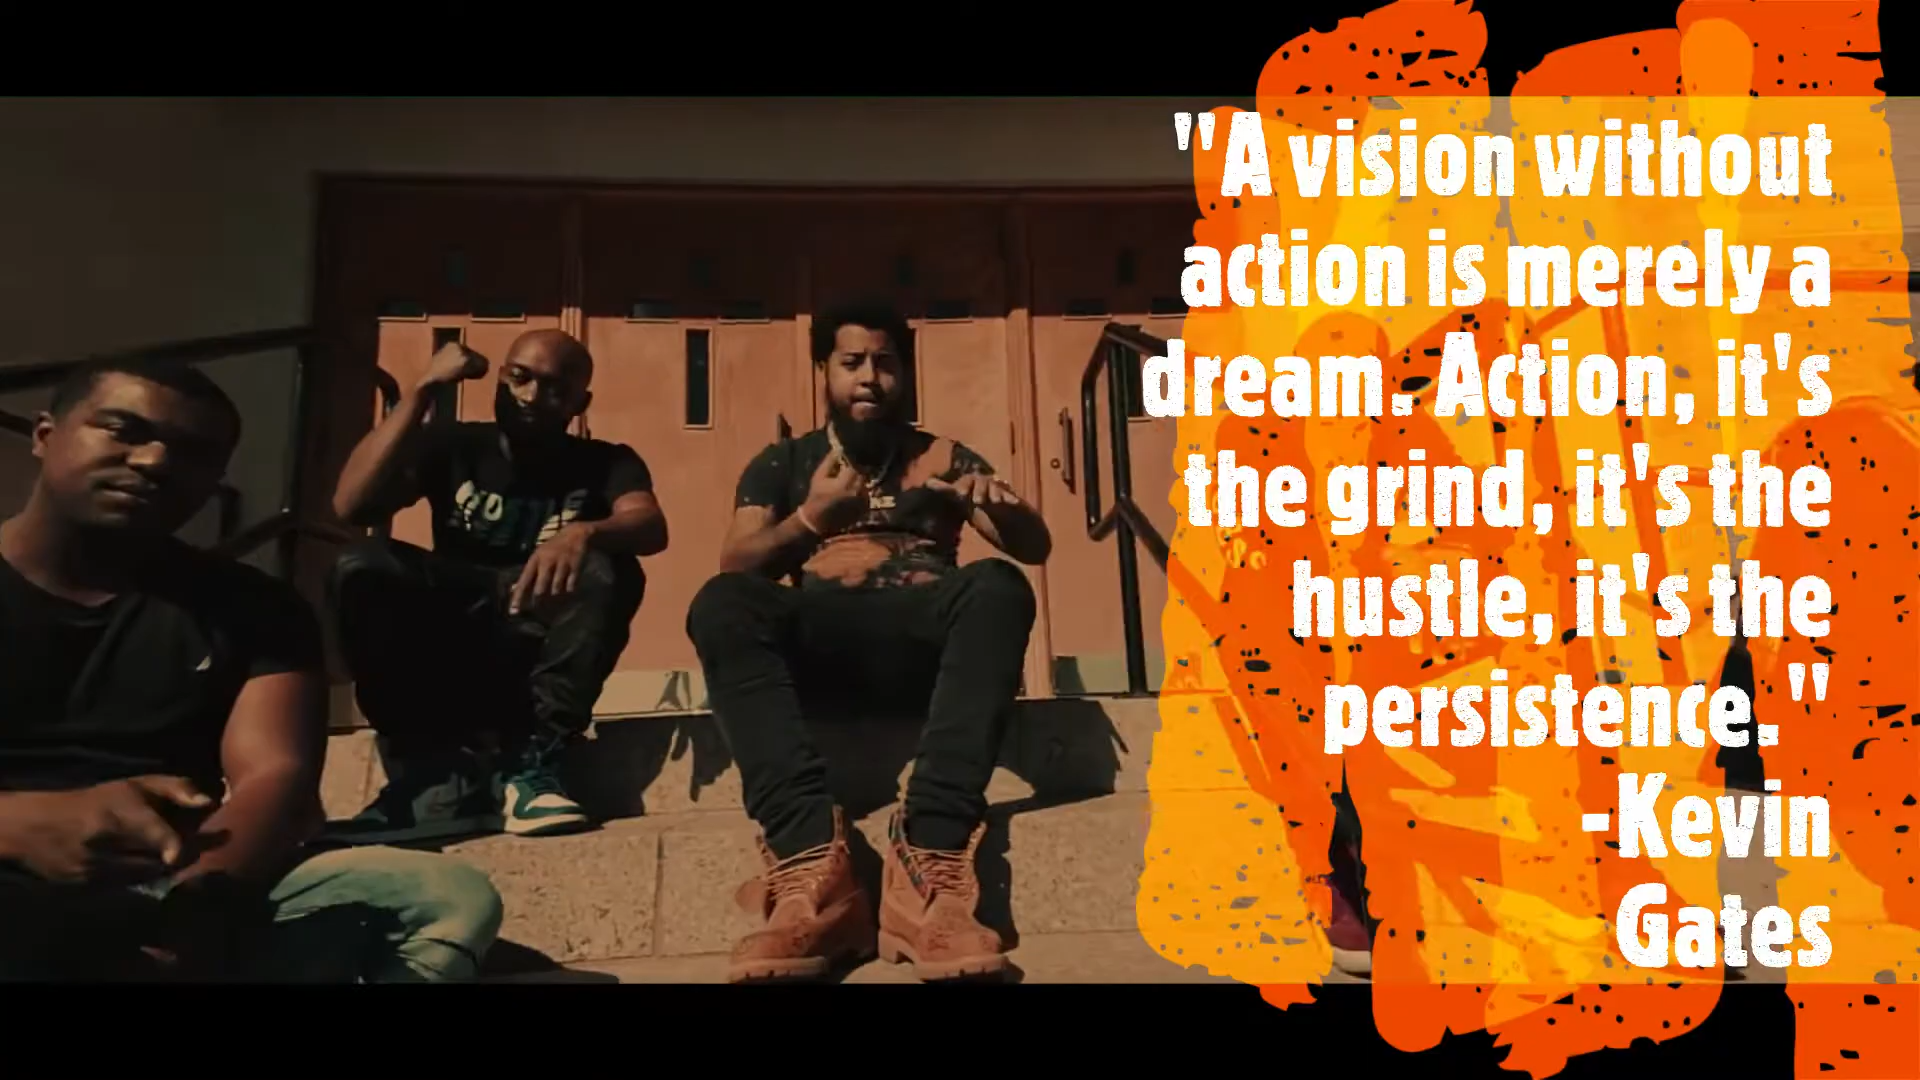 "A vision without
action is merely a
dream. Action, it's
the grind, it's the
hustle, it's the
persistence."
-Kevin
Gates